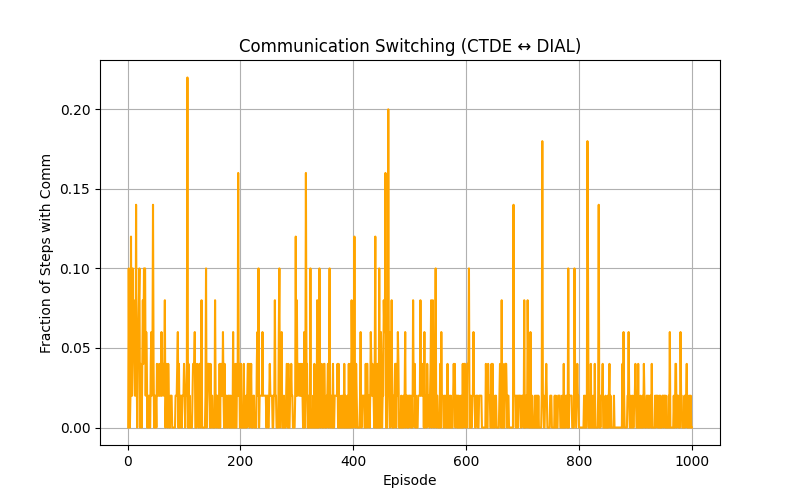 Communication Switching (CTDE ↔ DIAL)
Fraction of Steps with Comm
0.20
0.15
0.10
0.05
0.00
0 200 400 600 800 1000
Episode